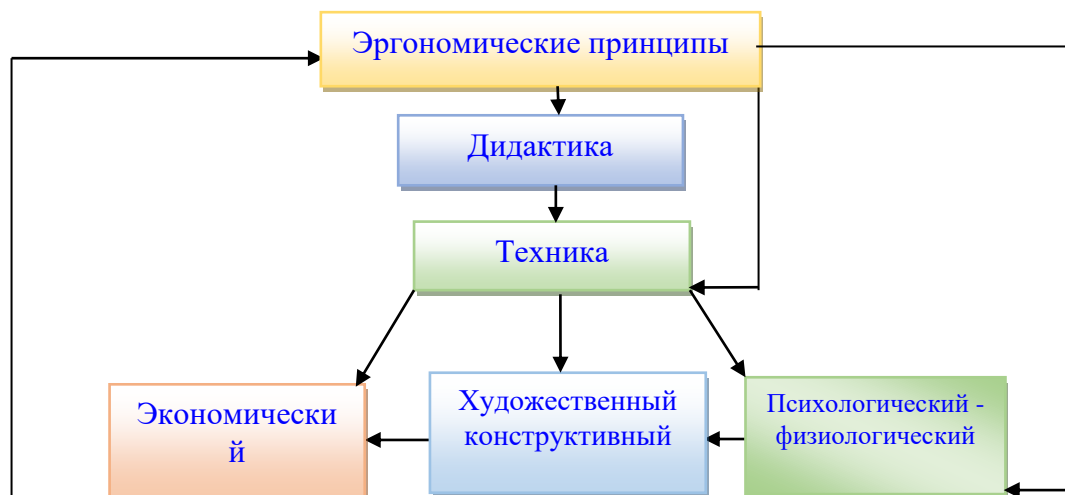 Эргономические принципы
Дидактика
Техника
Экономически
й
Художественный
конструктивный
Психологический -
физиологический